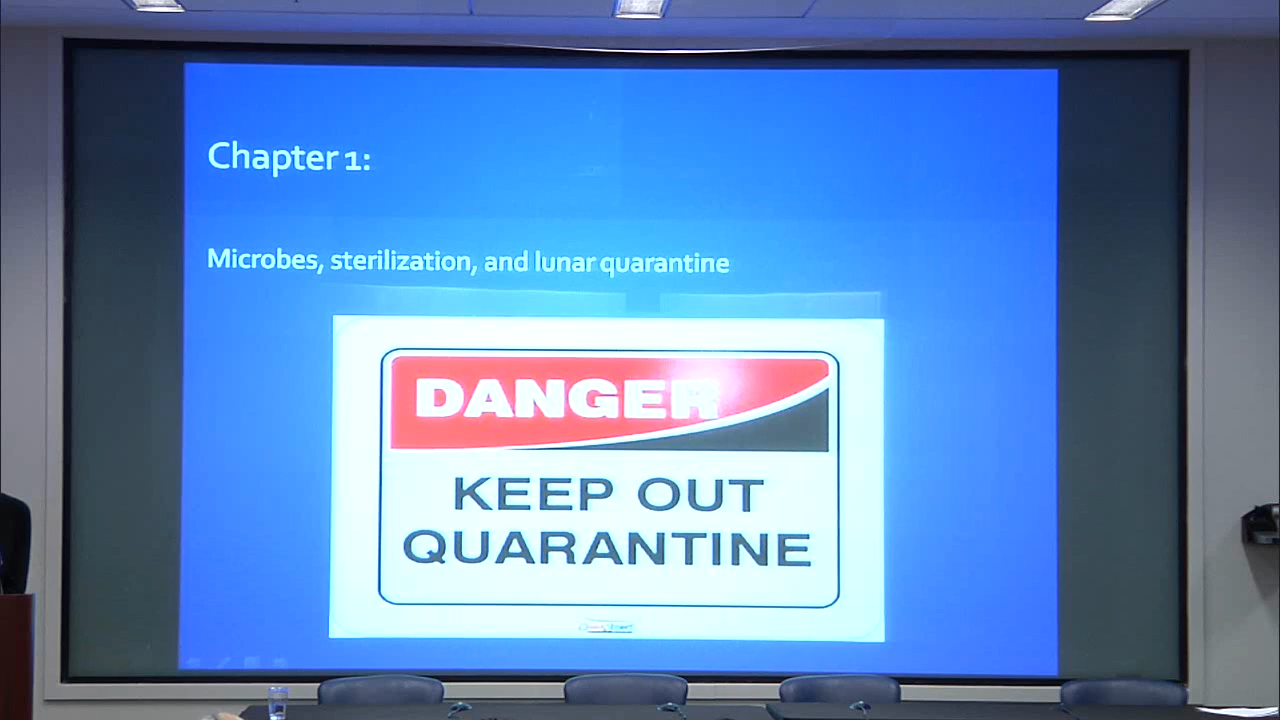 Chapter 1:
Microbes, sterilization, and lunar quarantine
DANGER
KEEP OUT
QUARANTINE